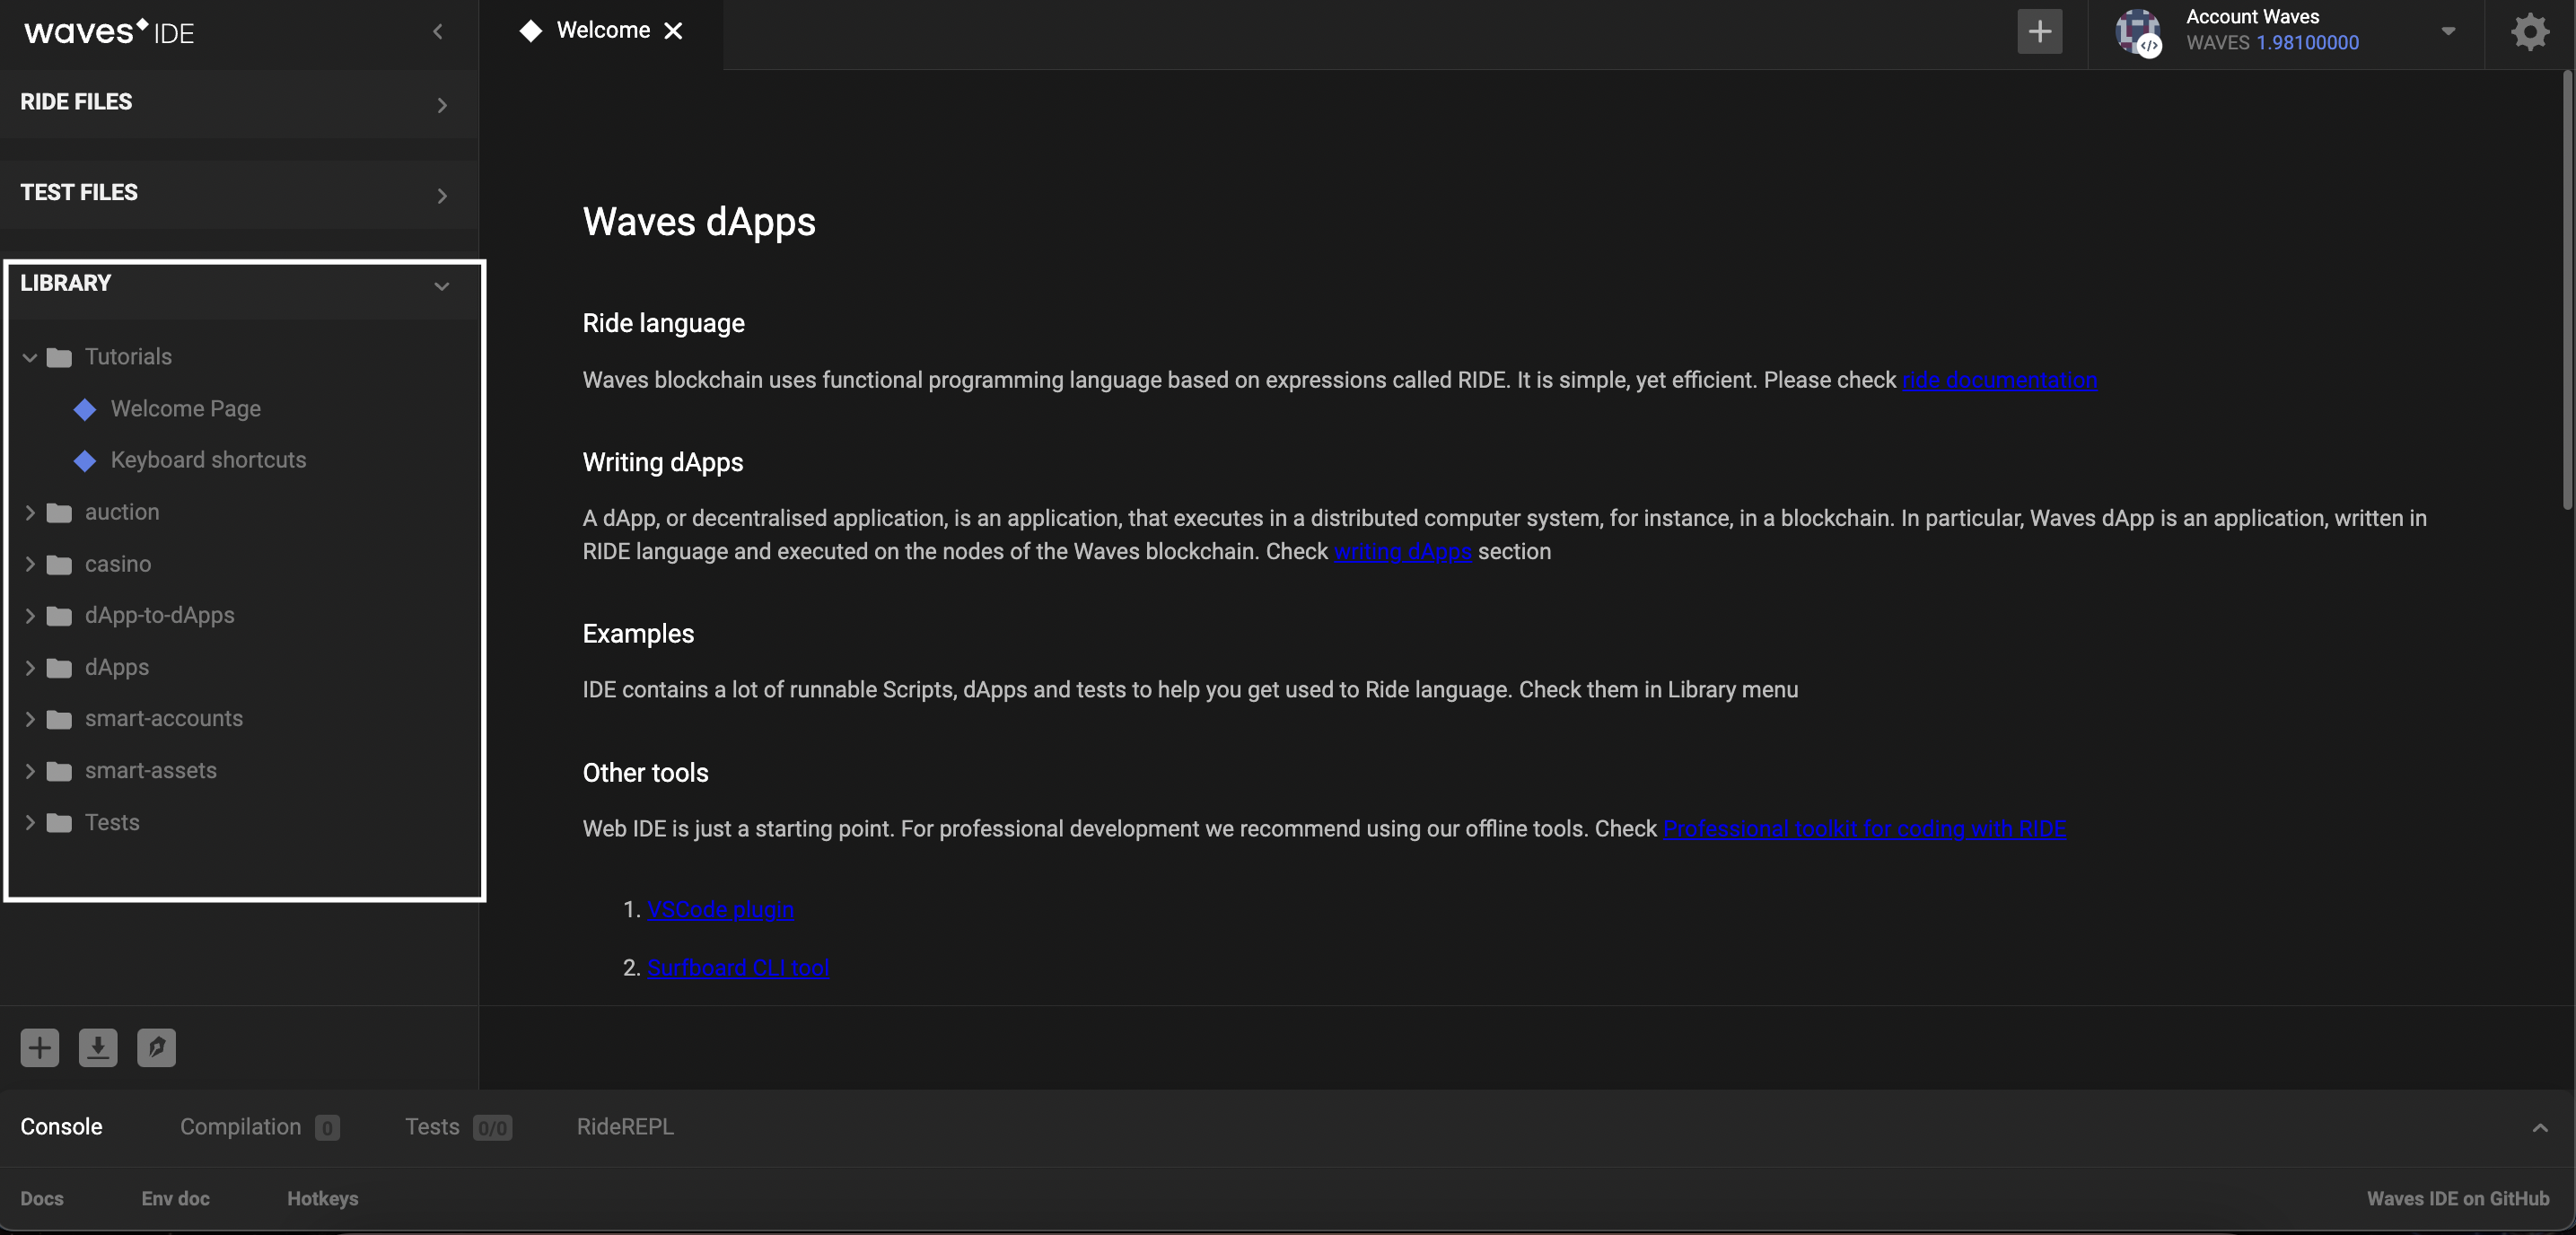 waves IDE
Welcome
Account Waves
WAVES 1.98100000
RIDE FILES
TEST FILES
LIBRARY
Tutorials
Welcome Page
Keyboard shortcuts
auction
casino
dApp-to-dApps
dApps
smart-accounts
smart-assets
Tests
Waves dApps
Ride language
Waves blockchain uses functional programming language based on expressions called RIDE. It is simple, yet efficient. Please check ride documentation
Writing dApps
A dApp, or decentralised application, is an application, that executes in a distributed computer system, for instance, in a blockchain. In particular, Waves dApp is an application, written in
RIDE language and executed on the nodes of the Waves blockchain. Check writing dApps section
Examples
IDE contains a lot of runnable Scripts, dApps and tests to help you get used to Ride language. Check them in Library menu
Other tools
Web IDE is just a starting point. For professional development we recommend using our offline tools. Check Professional toolkit for coding with RIDE
1. VSCode plugin
2. Surfboard CLI tool
Console Compilation 0 Tests 0/0 RideREPL
Docs Env doc Hotkeys Waves IDE on GitHub